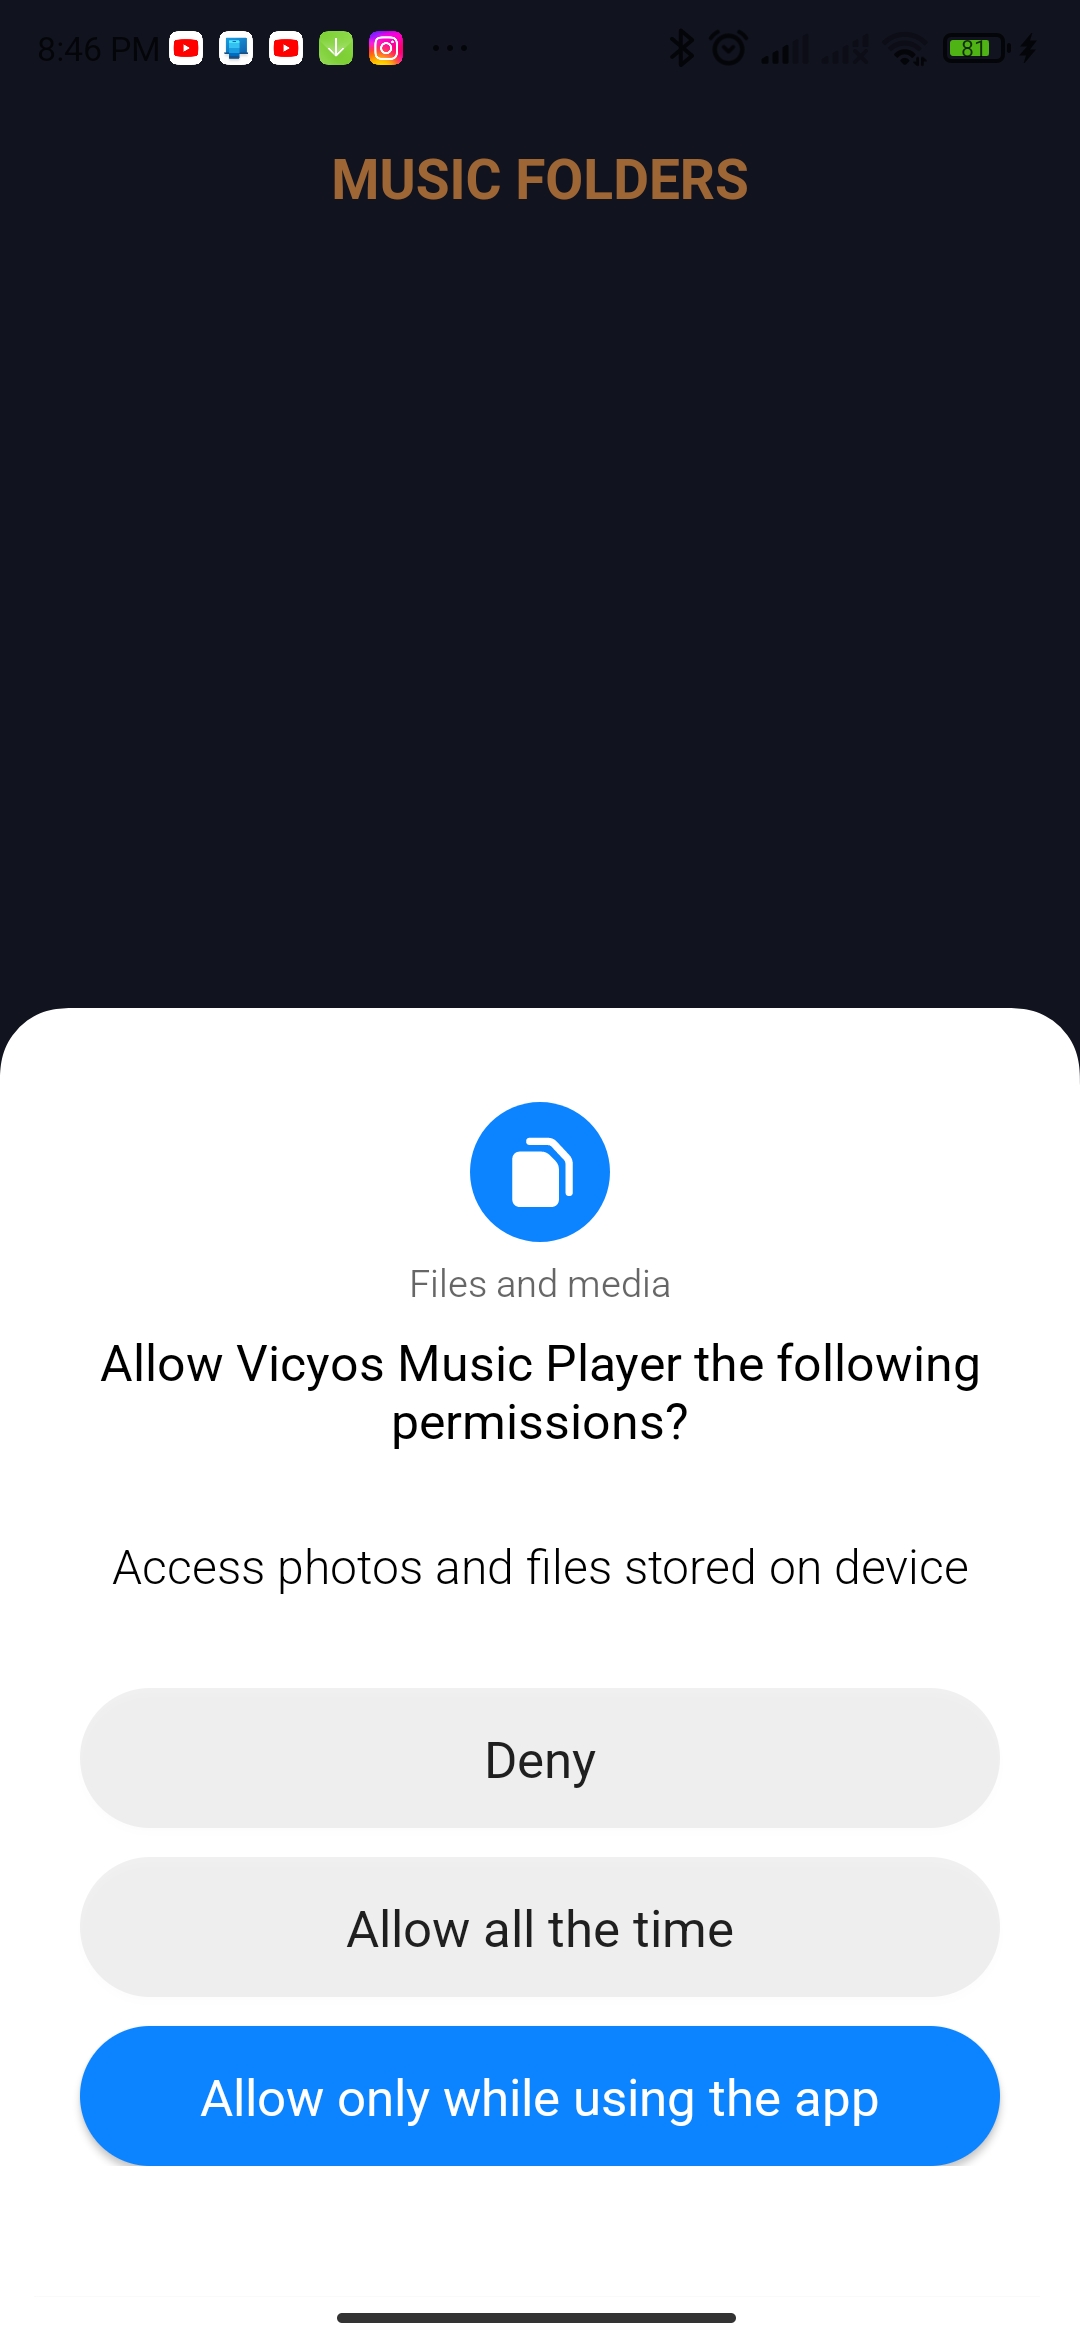 8:46 PM
81
MUSIC FOLDERS
Files and media
Allow Vicyos Music Player the following
permissions?
Access photos and files stored on device
Deny
Allow all the time
Allow only while using the app